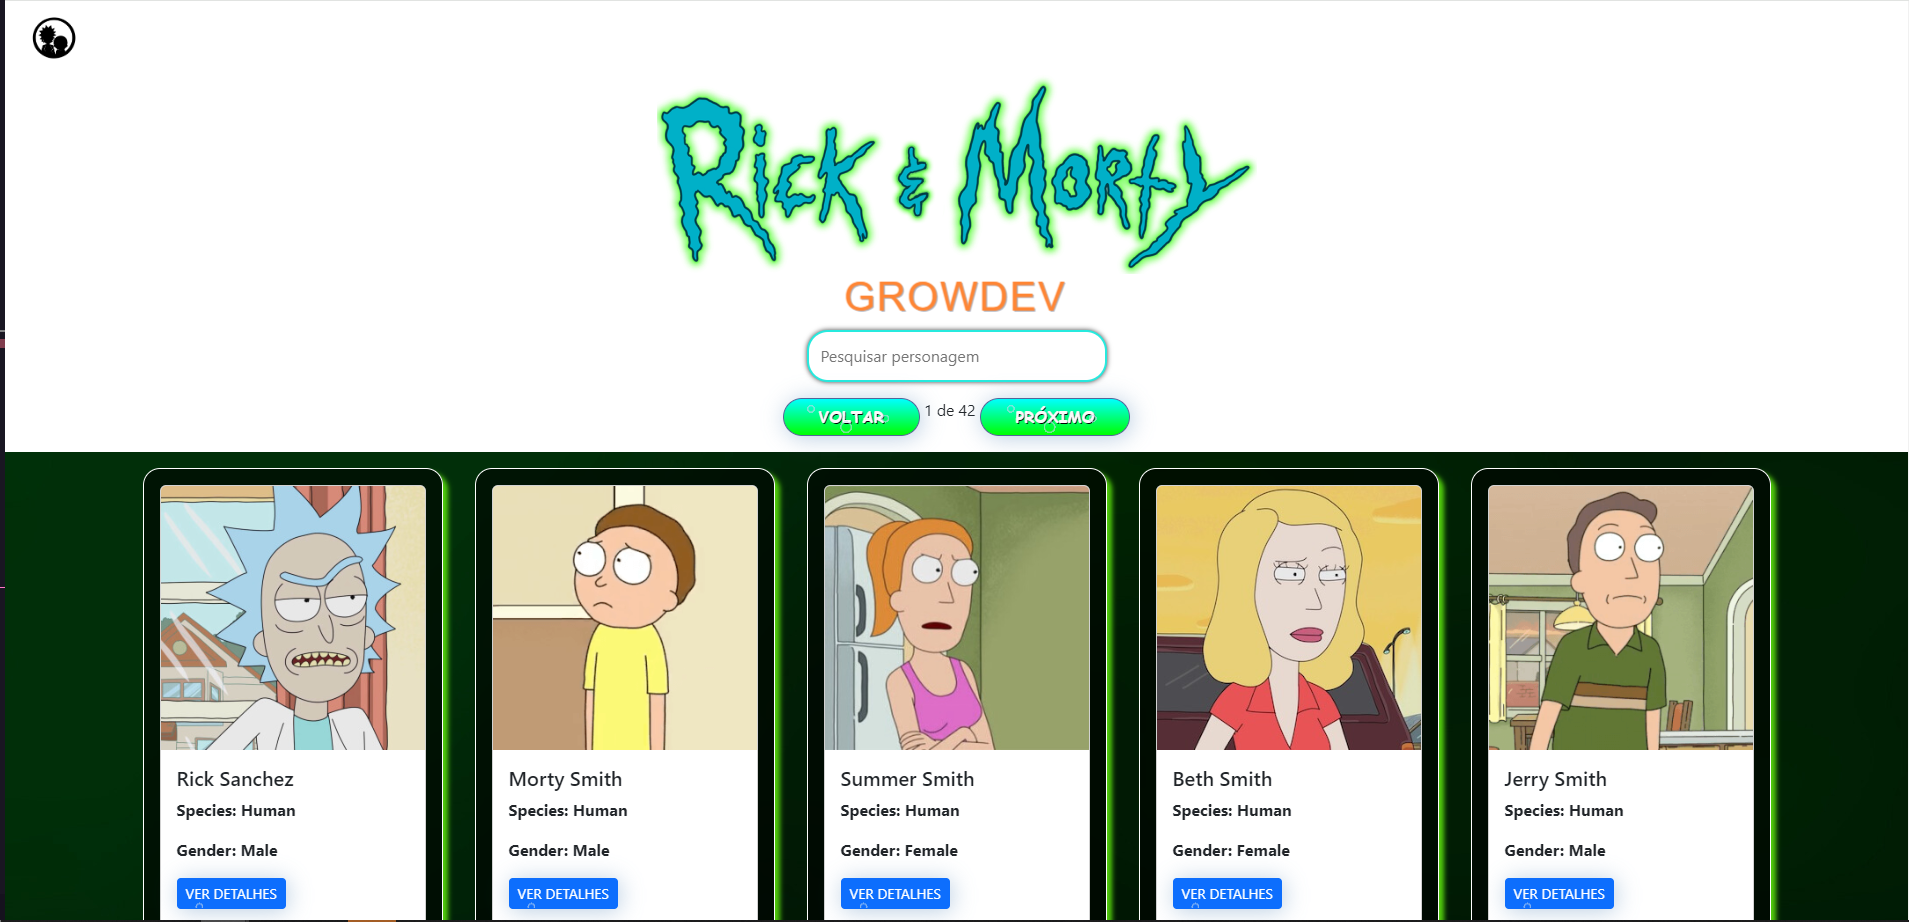 Rick & Morty
GROWDEV
Pesquisar personagem
VOLTAR 1 de 42 PRÓXIMO
Rick Sanchez
Species: Human
Gender: Male
VER DETALHES
Morty Smith
Species: Human
Gender: Male
VER DETALHES
Summer Smith
Species: Human
Gender: Female
VER DETALHES
Beth Smith
Species: Human
Gender: Female
VER DETALHES
Jerry Smith
Species: Human
Gender: Male
VER DETALHES